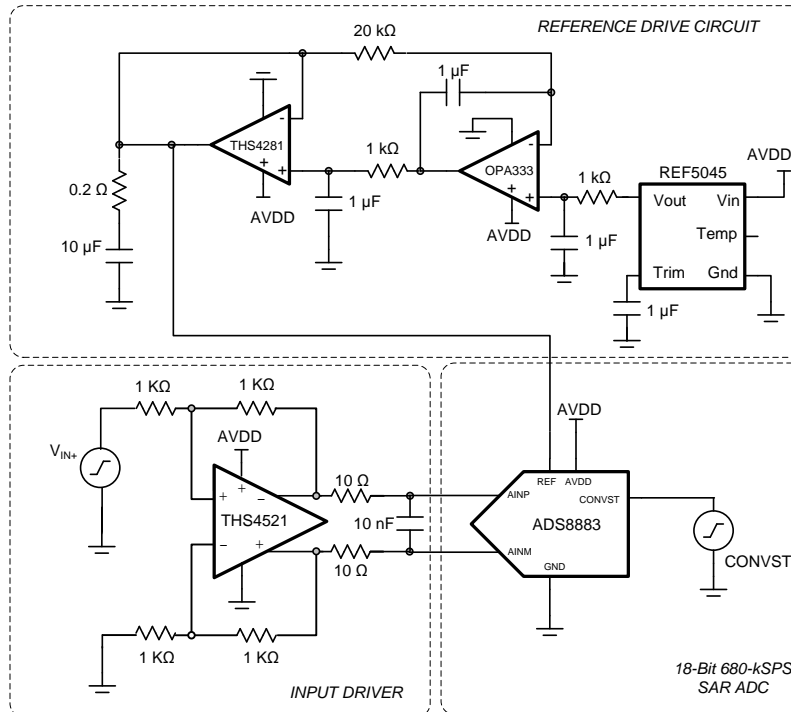 REFERENCE DRIVE CIRCUIT
20 kΩ
1 µF
-
THS4281
+
+
AVDD
1 kΩ
1 µF
-
OPA333
+
+
AVDD
1 kΩ
1 µF
REF5045
AVDD
Vout
Vin
Temp
Trim
Gnd
1 µF
0.2 Ω
10 µF
1 KΩ
1 KΩ
VIN+
AVDD
+
+
−
THS4521
−
+
10 Ω
10 nF
10 Ω
1 KΩ
1 KΩ
INPUT DRIVER
AVDD
REF
AVDD
CONVST
AINP
ADS8883
AINM
GND
CONVST
18-Bit 680-kSPS
SAR ADC